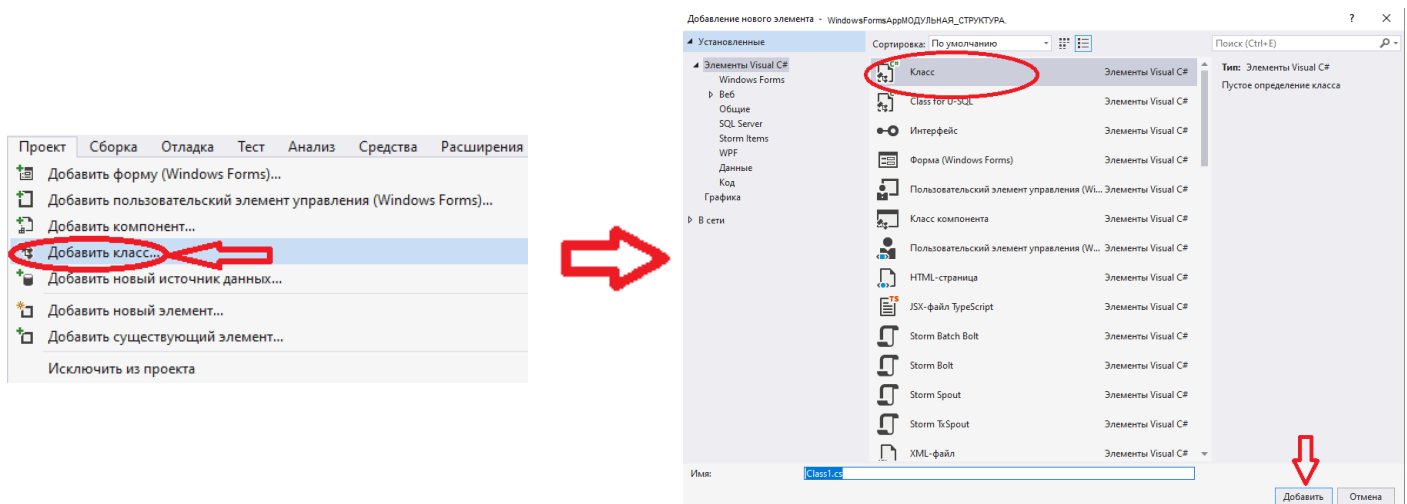 Проект Сборка Отладка Тест Анализ Средства Расширения
Добавить форму (Windows Forms)...
Добавить пользовательский элемент управления (Windows Forms)...
Добавить компонент...
Добавить класс...
Добавить новый источник данных...
Добавить новый элемент...
Добавить существующий элемент...
Исключить из проекта
Добавление нового элемента - WindowsFormsAppМОДУЛЬНАЯ_СТРУКТУРА.
? ×
Установленные
Сортировка: По умолчанию
Поиск (Ctrl+E)
Элементы Visual C#
Windows Forms
Веб
Общие
SQL Server
Storm Items
WPF
Данные
Код
Графика
В сети
Класс Элементы Visual C#
Class for U-SQL Элементы Visual C#
Интерфейс Элементы Visual C#
Форма (Windows Forms) Элементы Visual C#
Пользовательский элемент управления (Wi... Элементы Visual C#
Класс компонента Элементы Visual C#
Пользовательский элемент управления (W... Элементы Visual C#
HTML-страница Элементы Visual C#
JSX-файл TypeScript Элементы Visual C#
Storm Batch Bolt Элементы Visual C#
Storm Bolt Элементы Visual C#
Storm Spout Элементы Visual C#
Storm TxSpout Элементы Visual C#
XML-файл Элементы Visual C#
Тип: Элементы Visual C#
Пустое определение класса
Имя: Class1.cs
Добавить Отмена